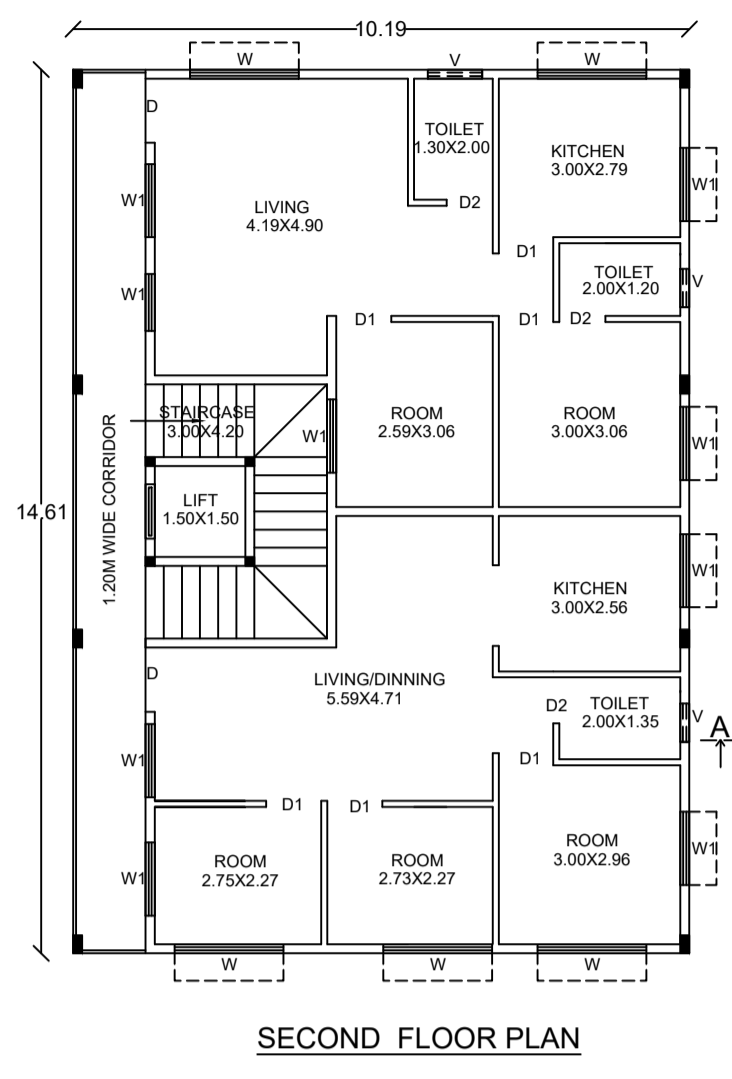 10.19
W
V
W
D
TOILET
1.30X2.00
KITCHEN
3.00X2.79
W1
W1
LIVING
4.19X4.90
D2
D1
TOILET
2.00X1.20
V
W1
D1
D1
D2
STAIRCASE
3.00X4.20
ROOM
2.59X3.06
ROOM
3.00X3.06
W1
W1
14.61
1.20M WIDE CORRIDOR
LIFT
1.50X1.50
W1
KITCHEN
3.00X2.56
D
LIVING/DINNING
5.59X4.71
D2
TOILET
2.00X1.35
V
A
W1
D1
D1
D1
ROOM
2.75X2.27
ROOM
2.73X2.27
ROOM
3.00X2.96
W1
W1
W
W
W
SECOND FLOOR PLAN